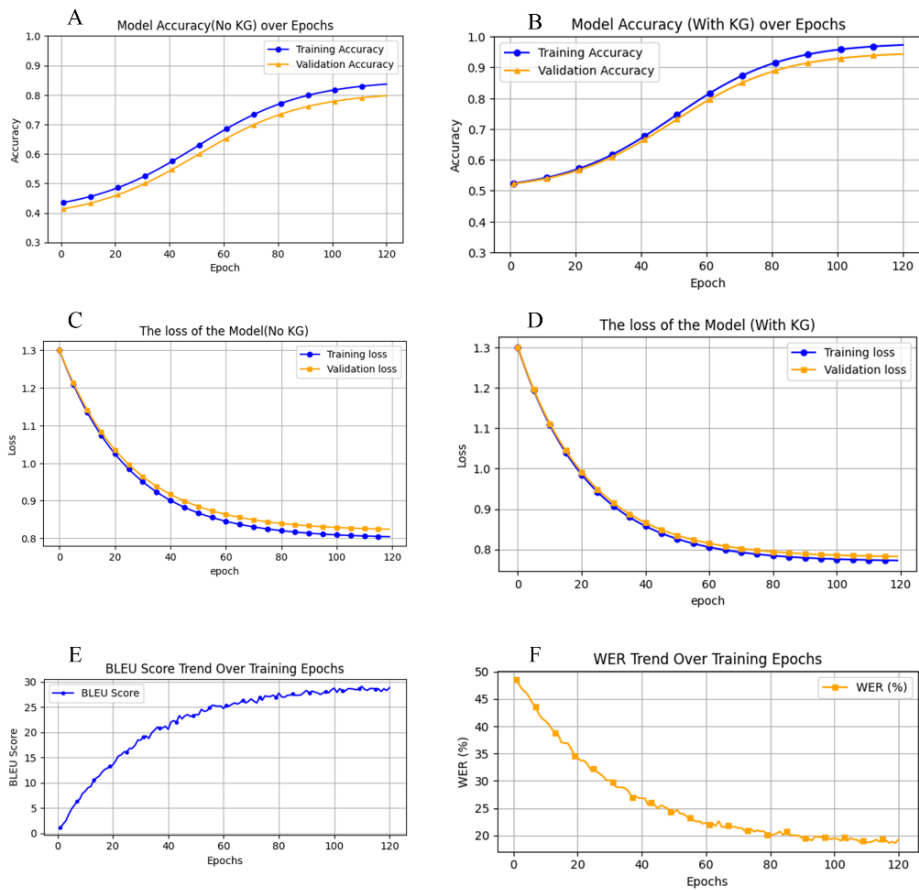 A
Model Accuracy(No KG) over Epochs
1.0
0.9
0.8
0.7
0.6
0.5
0.4
0.3
Accuracy
Training Accuracy
Validation Accuracy
0 20 40 60 80 100 120
Epoch
B
Model Accuracy (With KG) over Epochs
1.0
0.9
0.8
0.7
0.6
0.5
0.4
0.3
Accuracy
Training Accuracy
Validation Accuracy
0 20 40 60 80 100 120
Epoch
C
The loss of the Model(No KG)
1.3
1.2
1.1
1.0
0.9
0.8
Loss
Training loss
Validation loss
0 20 40 60 80 100 120
epoch
D
The loss of the Model (With KG)
1.3
1.2
1.1
1.0
0.9
0.8
Loss
Training loss
Validation loss
0 20 40 60 80 100 120
epoch
E
BLEU Score Trend Over Training Epochs
30
25
20
15
10
5
0
BLEU Score
BLEU Score
0 20 40 60 80 100 120
Epochs
F
WER Trend Over Training Epochs
50
45
40
35
30
25
20
WER (%)
WER (%)
0 20 40 60 80 100 120
Epochs